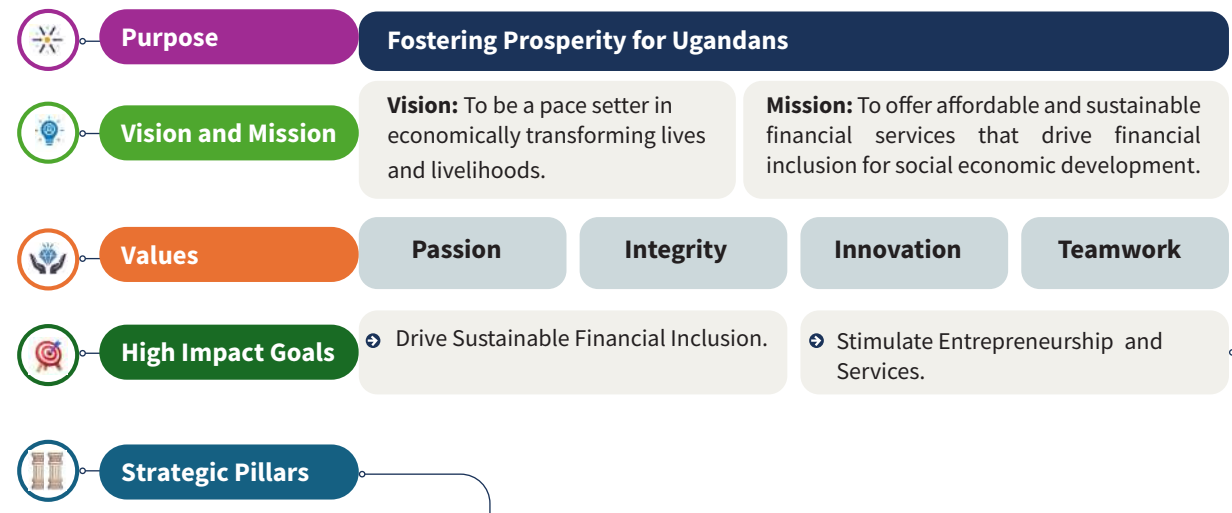 Purpose
Fostering Prosperity for Ugandans
Vision and Mission
Vision: To be a pace setter in
economically transforming lives
and livelihoods.
Mission: To offer affordable and sustainable
financial services that drive financial
inclusion for social economic development.
Values
Passion
Integrity
Innovation
Teamwork
High Impact Goals
Drive Sustainable Financial Inclusion.
Stimulate Entrepreneurship and
Services.
Strategic Pillars